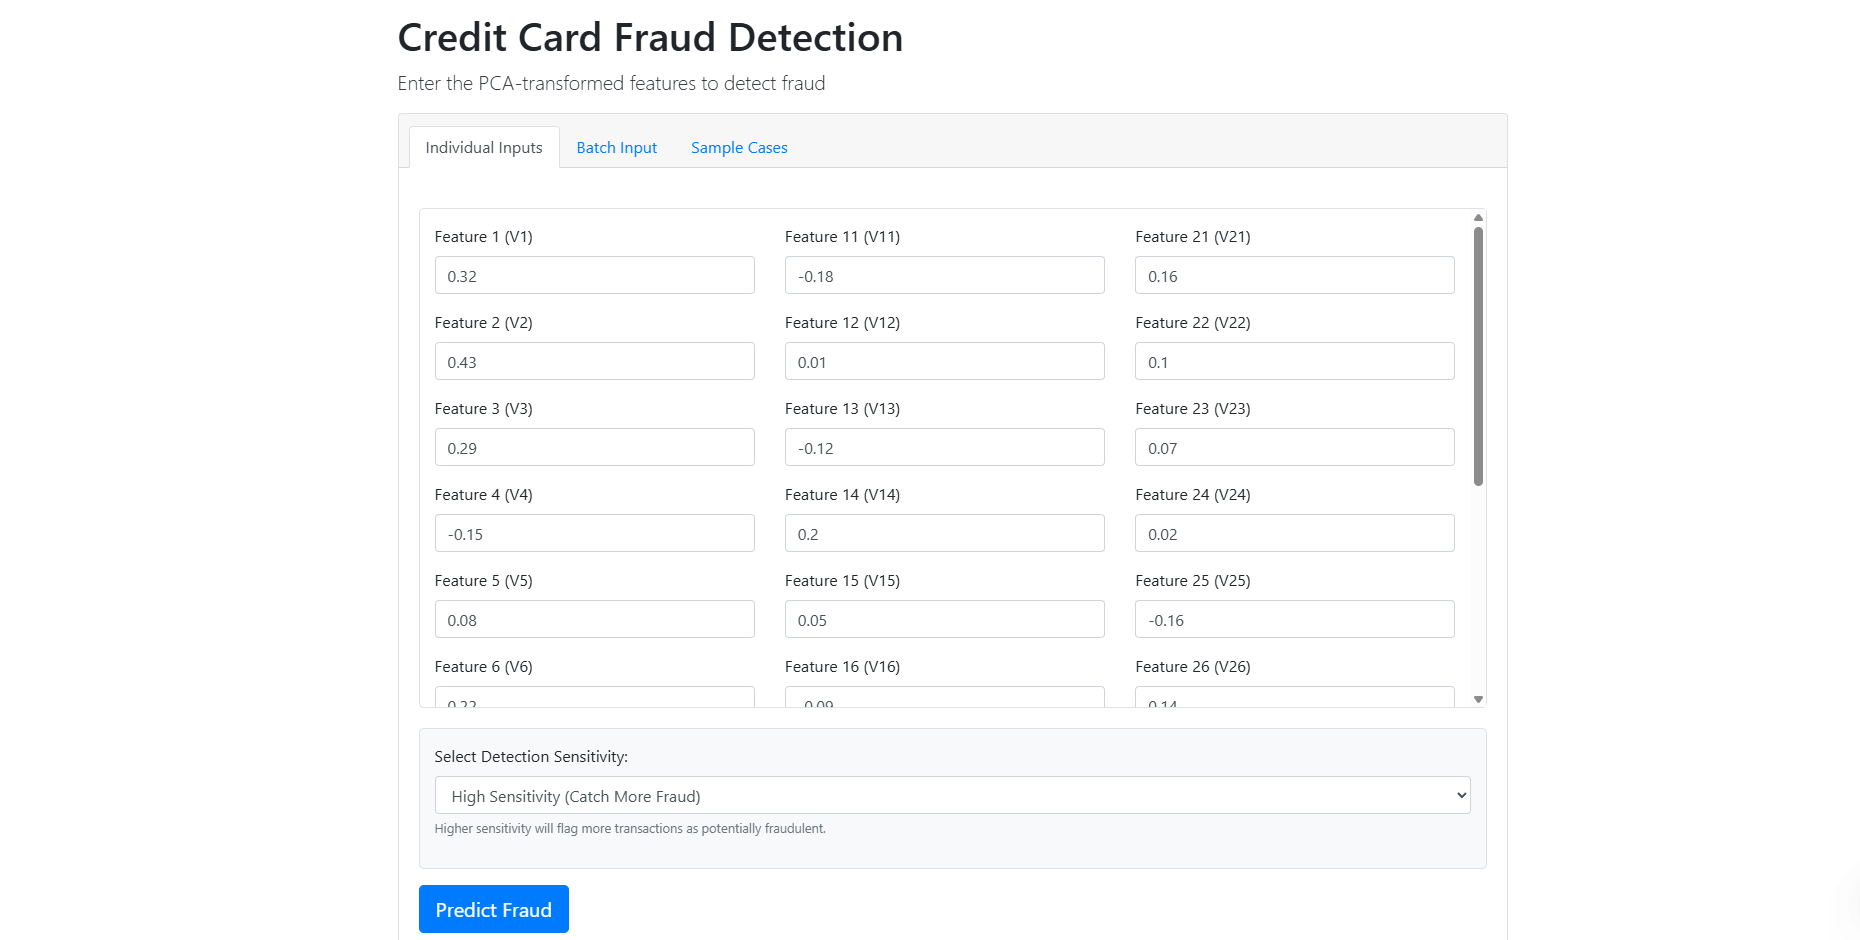 Credit Card Fraud Detection
Enter the PCA-transformed features to detect fraud
Individual Inputs
Batch Input
Sample Cases
Feature 1 (V1)
0.32
Feature 2 (V2)
0.43
Feature 3 (V3)
0.29
Feature 4 (V4)
-0.15
Feature 5 (V5)
0.08
Feature 6 (V6)
0.22
Feature 11 (V11)
-0.18
Feature 12 (V12)
0.01
Feature 13 (V13)
-0.12
Feature 14 (V14)
0.2
Feature 15 (V15)
0.05
Feature 16 (V16)
-0.09
Feature 21 (V21)
0.16
Feature 22 (V22)
0.1
Feature 23 (V23)
0.07
Feature 24 (V24)
0.02
Feature 25 (V25)
-0.16
Feature 26 (V26)
0.14
Select Detection Sensitivity:
High Sensitivity (Catch More Fraud)
Higher sensitivity will flag more transactions as potentially fraudulent.
Predict Fraud